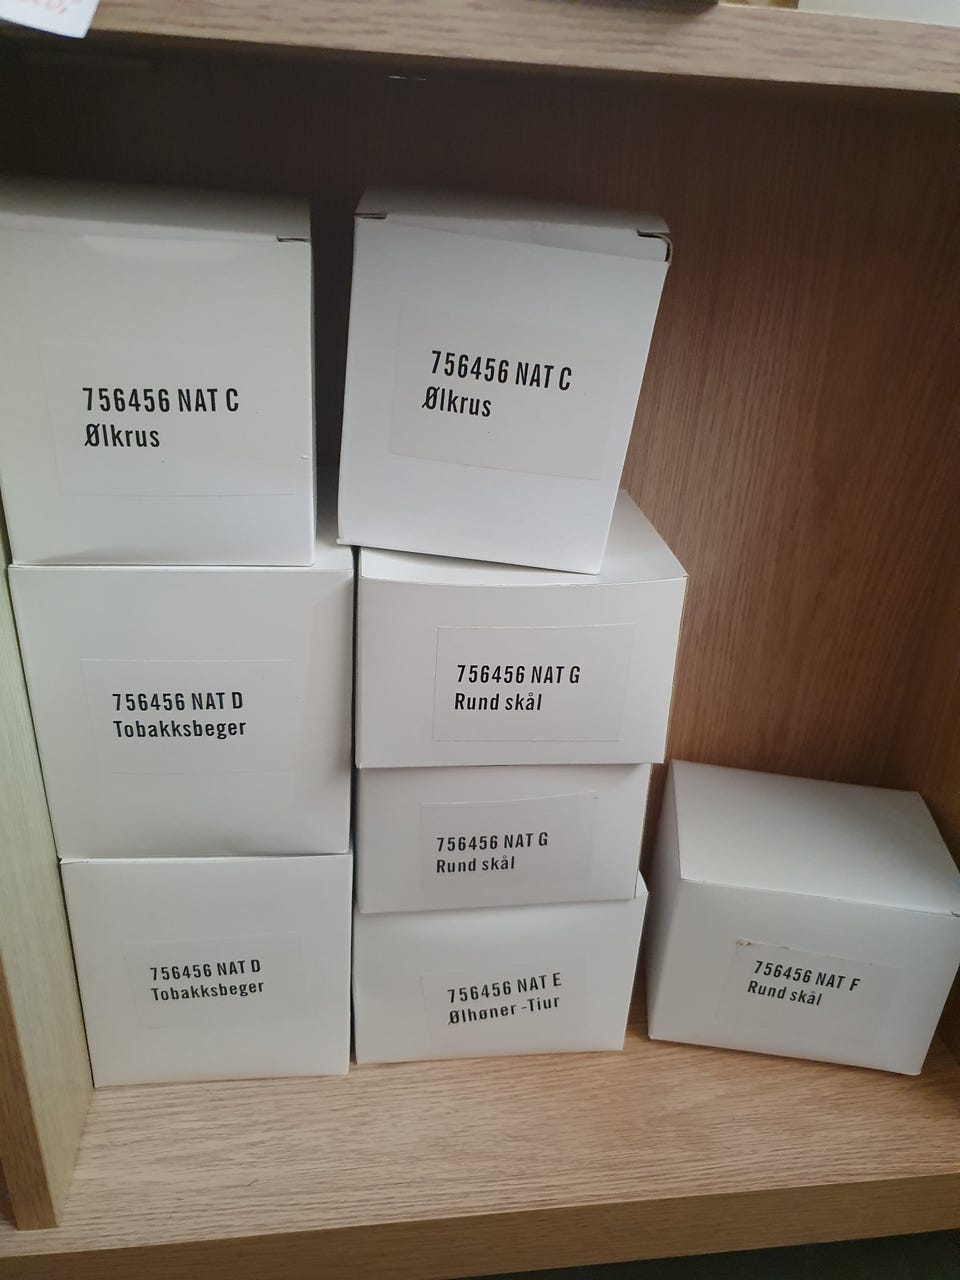 756456 NAT C
Ølkrus
756456 NAT C
Ølkrus
756456 NAT D
Tobakksbeger
756456 NAT G
Rund skål
756456 NAT G
Rund skål
756456 NAT D
Tobakksbeger
756456 NAT E
Ølhøner -Tiur
756456 NAT F
Rund skål